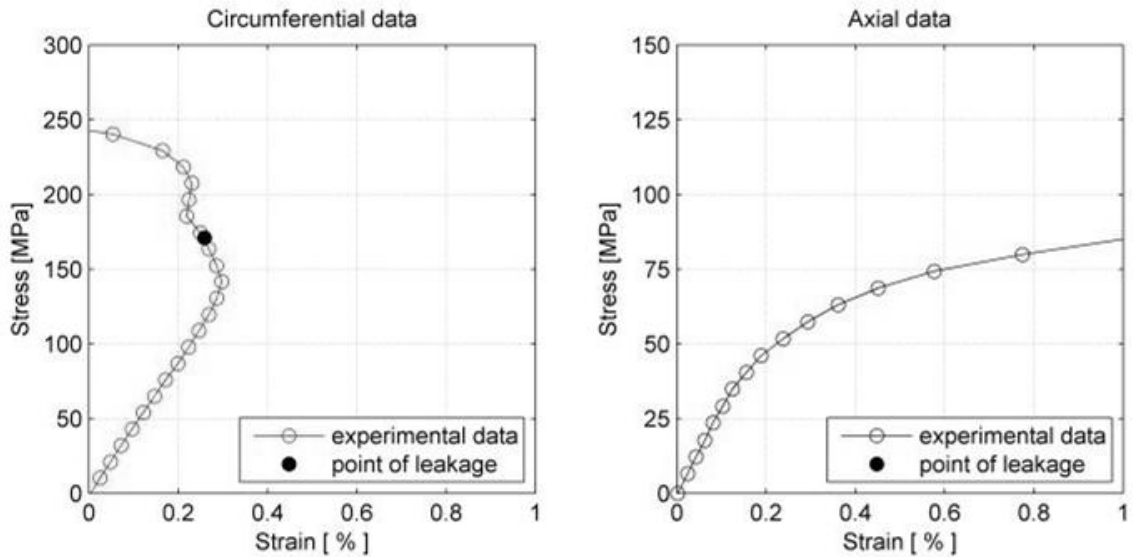 Circumferential data
300
250
200
150
100
50
0
Stress [MPa]
0 0.2 0.4 0.6 0.8 1
Strain [ % ]
experimental data
point of leakage
Axial data
150
125
100
75
50
25
0
Stress [MPa]
0 0.2 0.4 0.6 0.8 1
Strain [ % ]
experimental data
point of leakage